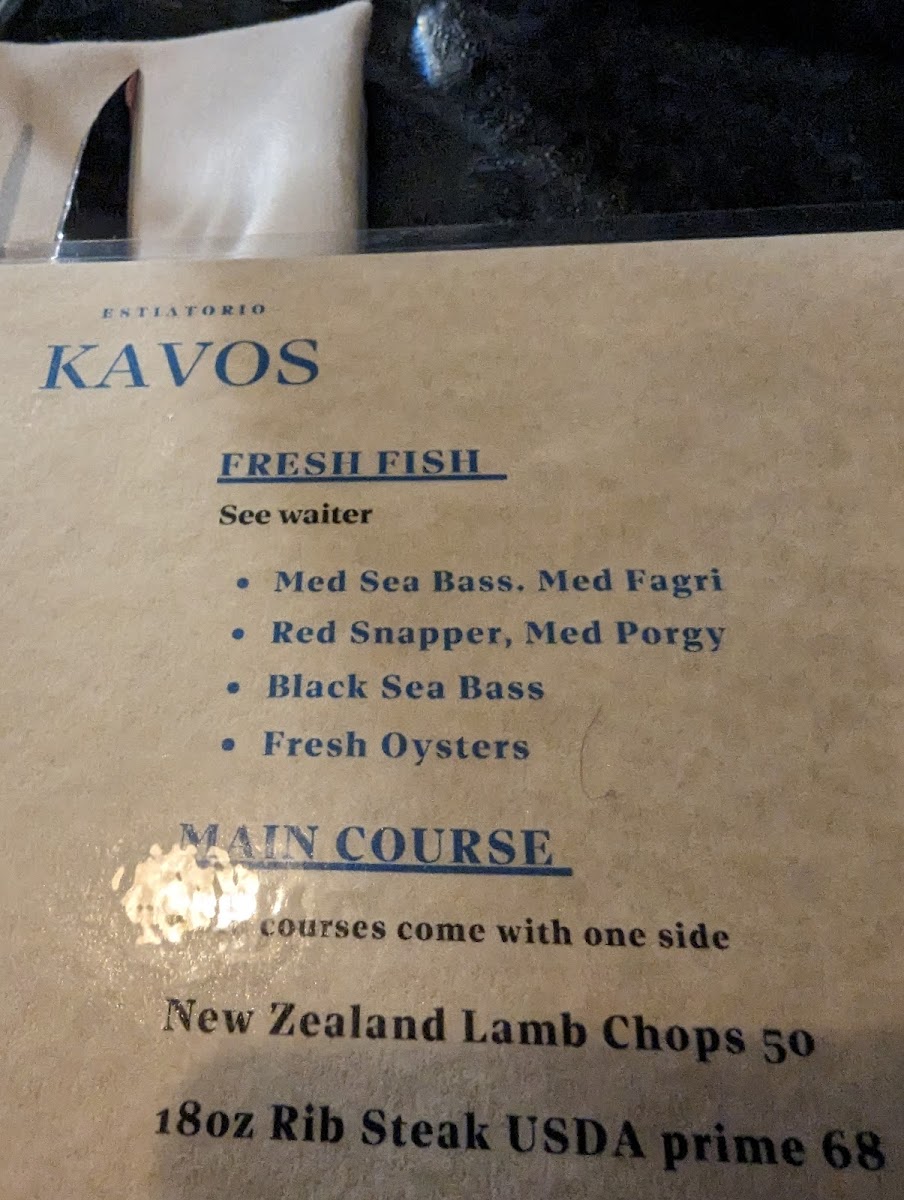 ESTIATORIO
KAVOS
FRESH FISH
See waiter
• Med Sea Bass. Med Fagri
• Red Snapper, Med Porgy
• Black Sea Bass
• Fresh Oysters
MAIN COURSE
courses come with one side
New Zealand Lamb Chops 50
18oz Rib Steak USDA prime 68